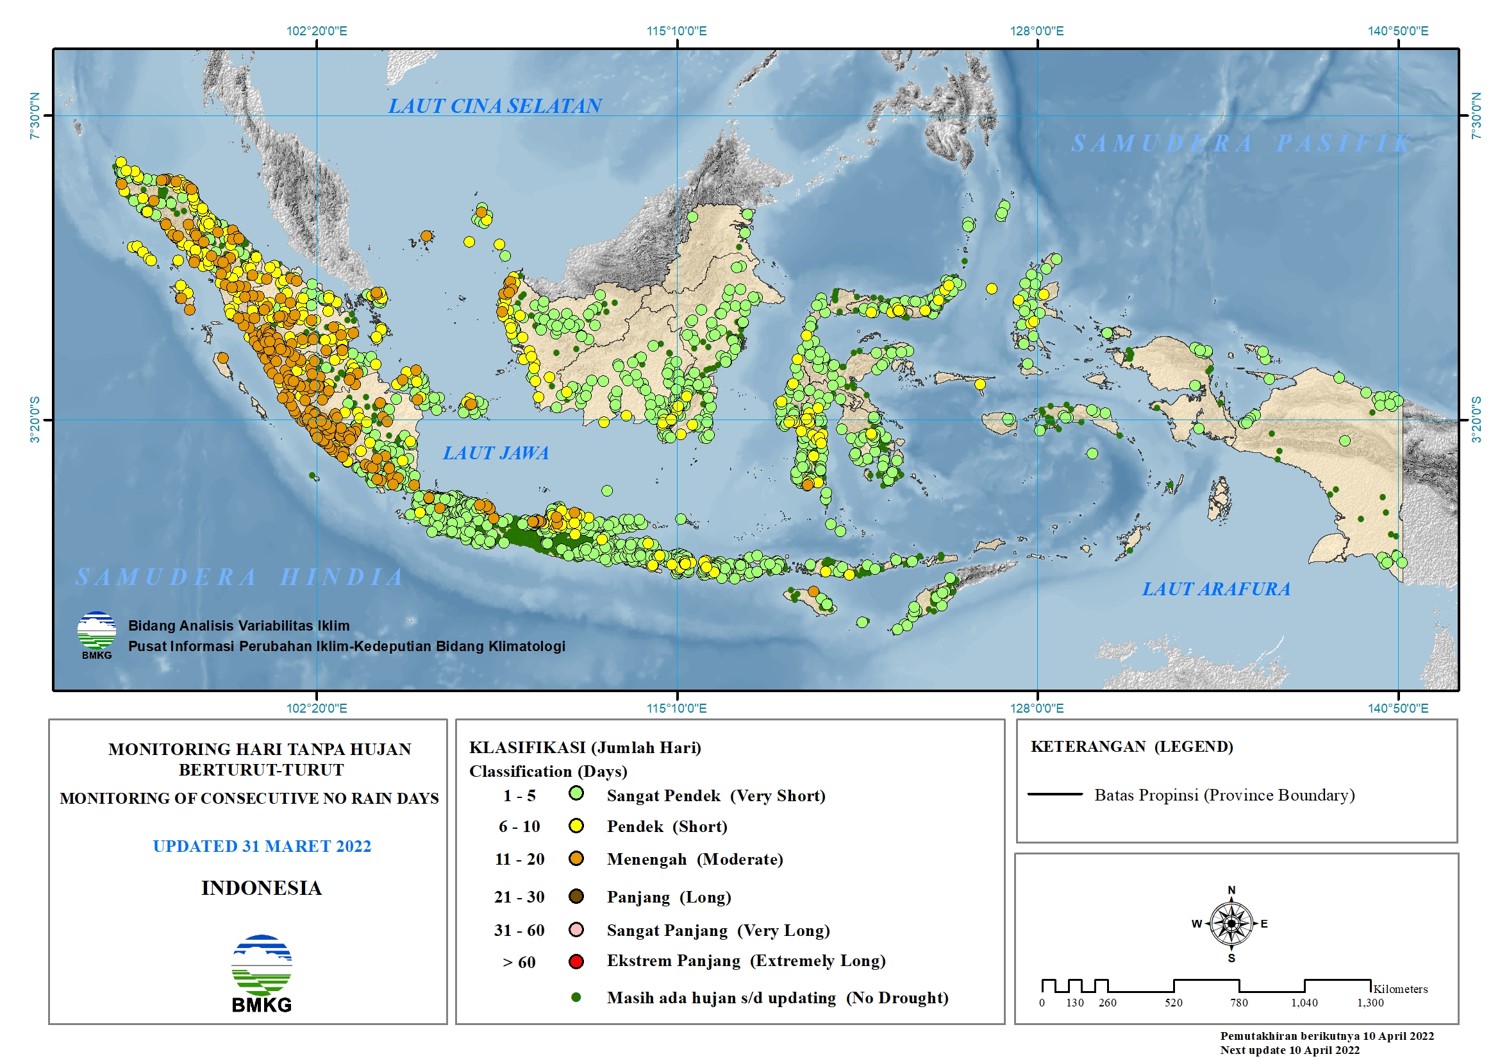 102°20'0"E 115°10'0"E 128°0'0"E 140°50'0"E
7°30'0"N 7°30'0"N
LAUT CINA SELATAN
SAMUDERA PASIFIK
3°20'0"S 3°20'0"S
LAUT JAWA
SAMUDERA HINDIA
LAUT ARAFURA
BMKG
Bidang Analisis Variabilitas Iklim
Pusat Informasi Perubahan Iklim-Kedeputian Bidang Klimatologi
102°20'0"E 115°10'0"E 128°0'0"E 140°50'0"E
MONITORING HARI TANPA HUJAN
BERTURUT-TURUT
MONITORING OF CONSECUTIVE NO RAIN DAYS
UPDATED 31 MARET 2022
INDONESIA
BMKG
KLASIFIKASI (Jumlah Hari)
Classification (Days)
1 - 5 Sangat Pendek (Very Short)
6 - 10 Pendek (Short)
11 - 20 Menengah (Moderate)
21 - 30 Panjang (Long)
31 - 60 Sangat Panjang (Very Long)
> 60 Ekstrem Panjang (Extremely Long)
Masih ada hujan s/d updating (No Drought)
KETERANGAN (LEGEND)
Batas Propinsi (Province Boundary)
N
W E
S
Kilometers
0 130 260 520 780 1,040 1,300
Pemutakhiran berikutnya 10 April 2022
Next update 10 April 2022